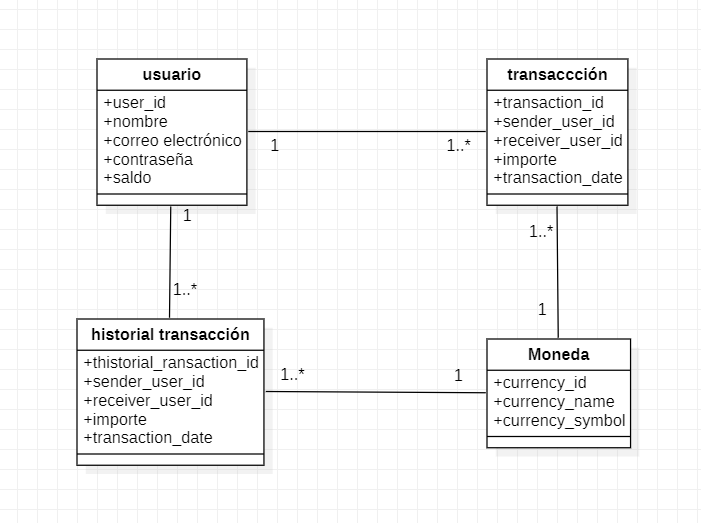 usuario
+user_id
+nombre
+correo electrónico
+contraseña
+saldo
1
1..*
transaccción
+transaction_id
+sender_user_id
+receiver_user_id
+importe
+transaction_date
1
1..*
1..*
1
historial transacción
+thistorial_ransaction_id
+sender_user_id
+receiver_user_id
+importe
+transaction_date
1..*
1
Moneda
+currency_id
+currency_name
+currency_symbol